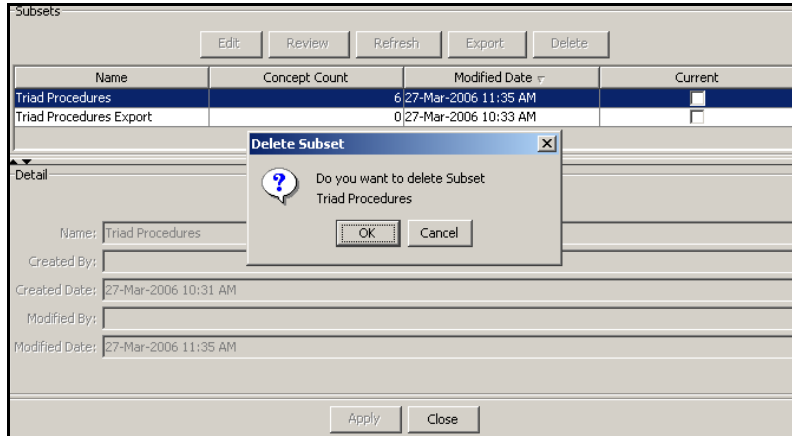 Subsets
Edit Review Refresh Export Delete
Name Concept Count Modified Date Current
Triad Procedures 6 27-Mar-2006 11:35 AM
Triad Procedures Export 0 27-Mar-2006 10:33 AM
Delete Subset
Do you want to delete Subset
Triad Procedures
OK Cancel
Detail
Name: Triad Procedures
Created By:
Created Date: 27-Mar-2006 10:31 AM
Modified By:
Modified Date: 27-Mar-2006 11:35 AM
Apply Close